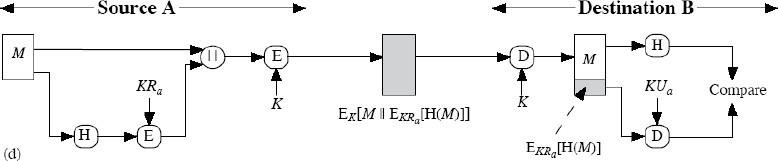 Source A
Destination B
M
H
KRa
E
||
E
K
EK[M || EKRa[H(M)]]
D
K
M
EKRa[H(M)]
H
KUa
D
Compare
(d)